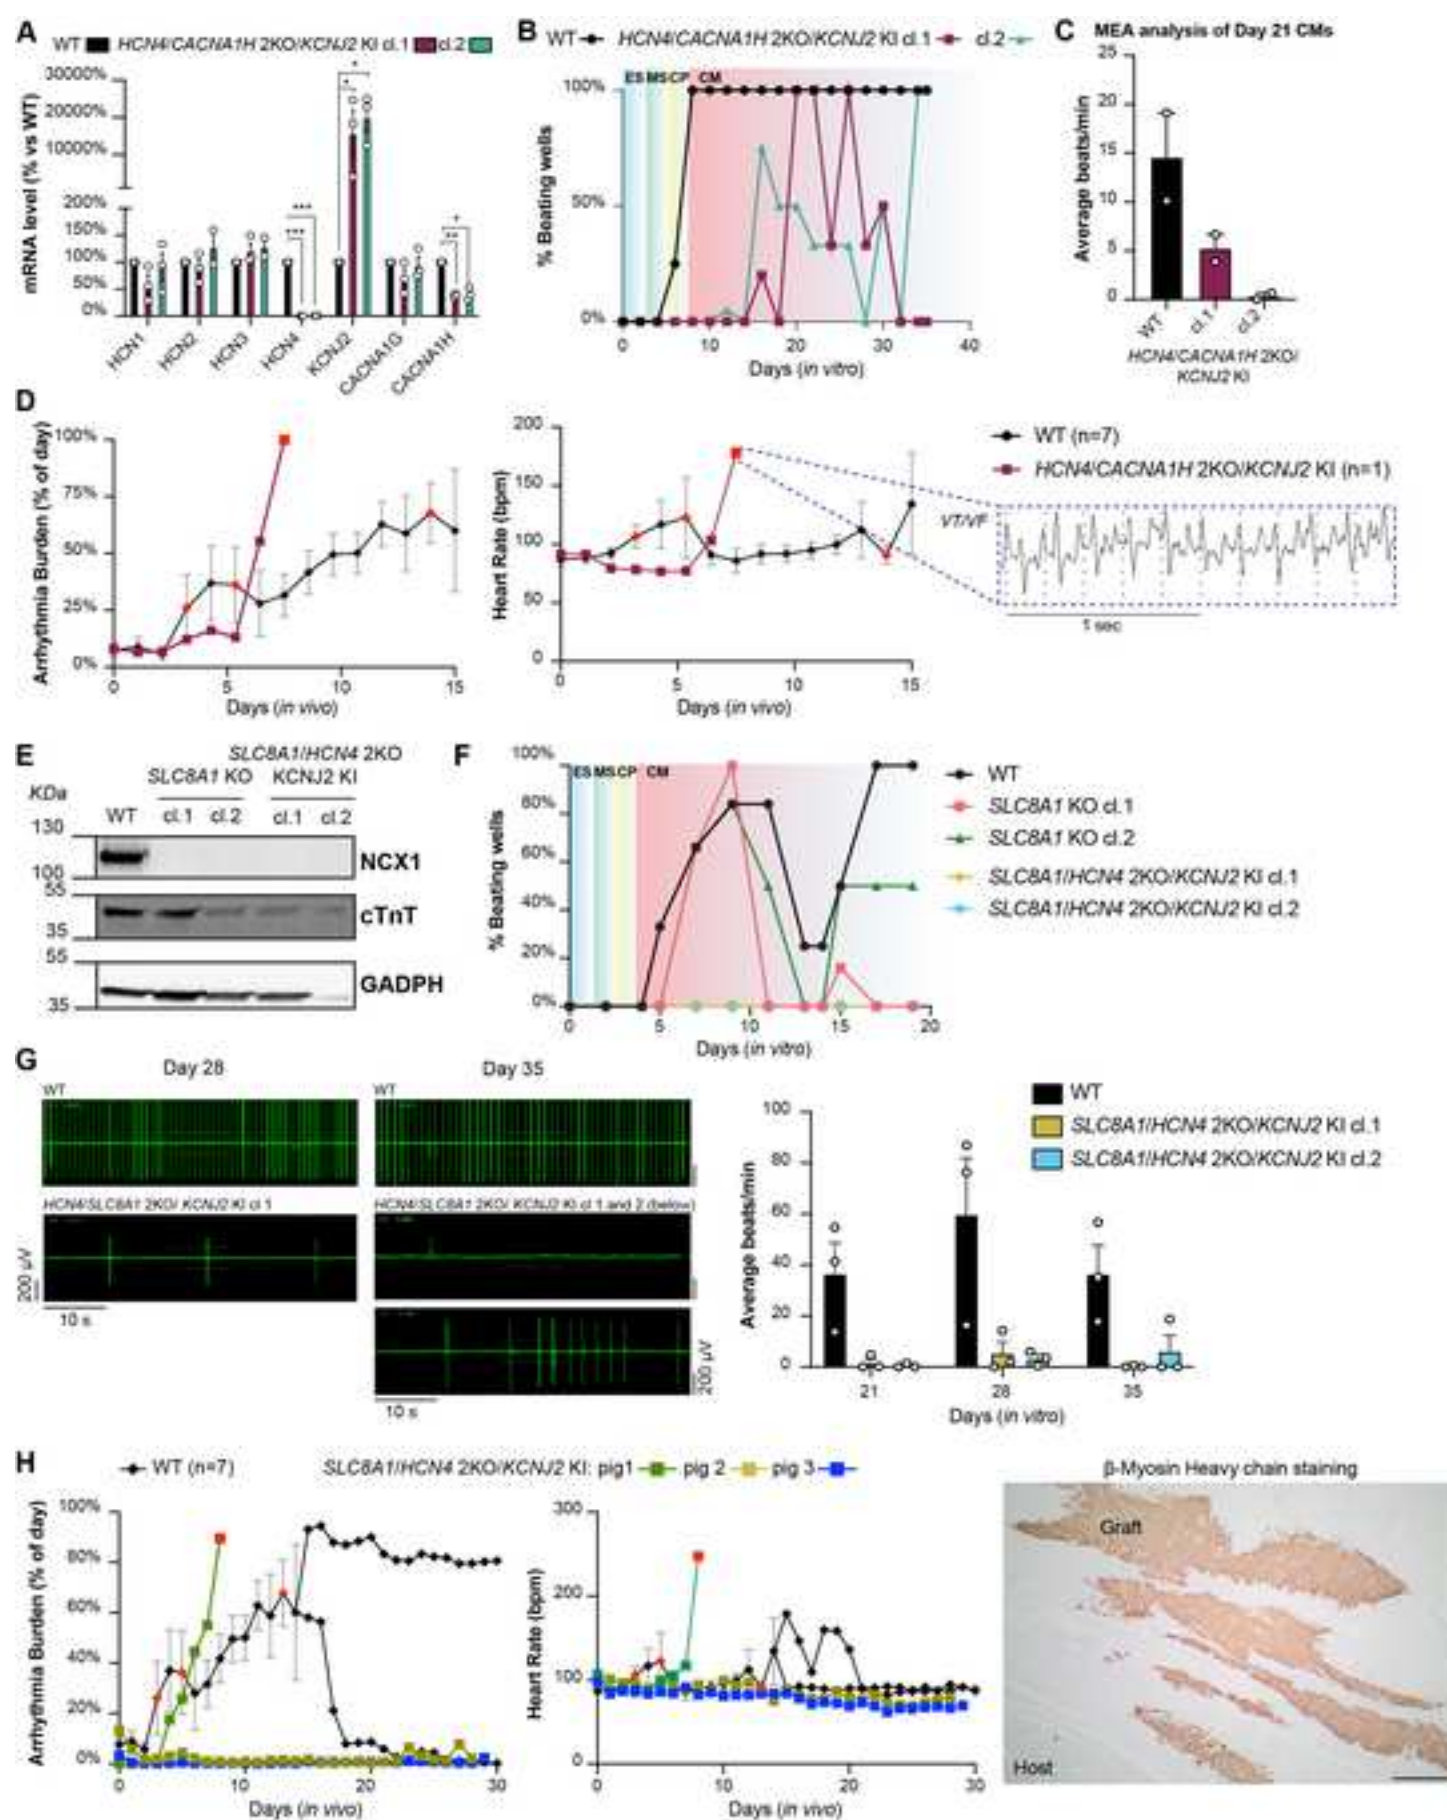 A
WT HCN4/CACNA1H 2KO/KCNJ2 KI cl.1 cl.2
mRNA level (% vs WT)
30000%
20000%
10000%
200%
150%
100%
50%
0%
HCN1
HCN2
HCN3
HCN4
KCNJ2
CACNA1G
CACNA1H
B
WT HCN4/CACNA1H 2KO/KCNJ2 KI cl.1 cl.2
ES MS CP CM
% Beating wells
100%
50%
0%
0 10 20 30 40
Days (in vitro)
C
MEA analysis of Day 21 CMs
Average beats/min
25
20
15
10
5
0
WT
cl.1
cl.2
HCN4/CACNA1H 2KO/
KCNJ2 KI
D
Arrhythmia Burden (% of day)
100%
75%
50%
25%
0%
0 5 10 15
Days (in vivo)
Heart Rate (bpm)
200
150
100
50
0
0 5 10 15
Days (in vivo)
WT (n=7)
HCN4/CACNA1H 2KO/KCNJ2 KI (n=1)
VT/VF
1 sec
E
SLC8A1/HCN4 2KO
SLC8A1 KO KCNJ2 KI
KDa
WT cl.1 cl.2 cl.1 cl.2
130
100
NCX1
55
35
cTnT
55
35
GADPH
F
% Beating wells
100%
80%
60%
40%
20%
0%
ES MS CP CM
0 5 10 15 20
Days (in vitro)
WT
SLC8A1 KO cl.1
SLC8A1 KO cl.2
SLC8A1/HCN4 2KO/KCNJ2 KI cl.1
SLC8A1/HCN4 2KO/KCNJ2 KI cl.2
G
Day 28
Day 35
WT
WT
HCN4/SLC8A1 2KO/ KCNJ2 KI cl 1
HCN4/SLC8A1 2KO/ KCNJ2 KI cl 1 and 2 (below)
200 µV
10 s
200 µV
10 s
Average beats/min
100
80
60
40
20
0
21 28 35
Days (in vitro)
WT
SLC8A1/HCN4 2KO/KCNJ2 KI cl.1
SLC8A1/HCN4 2KO/KCNJ2 KI cl.2
H
WT (n=7) SLC8A1/HCN4 2KO/KCNJ2 KI: pig1 pig 2 pig 3
Arrhythmia Burden (% of day)
100%
80%
60%
40%
20%
0%
0 10 20 30
Days (in vivo)
Heart Rate (bpm)
300
200
100
0
0 10 20 30
Days (in vivo)
β-Myosin Heavy chain staining
Graft
Host